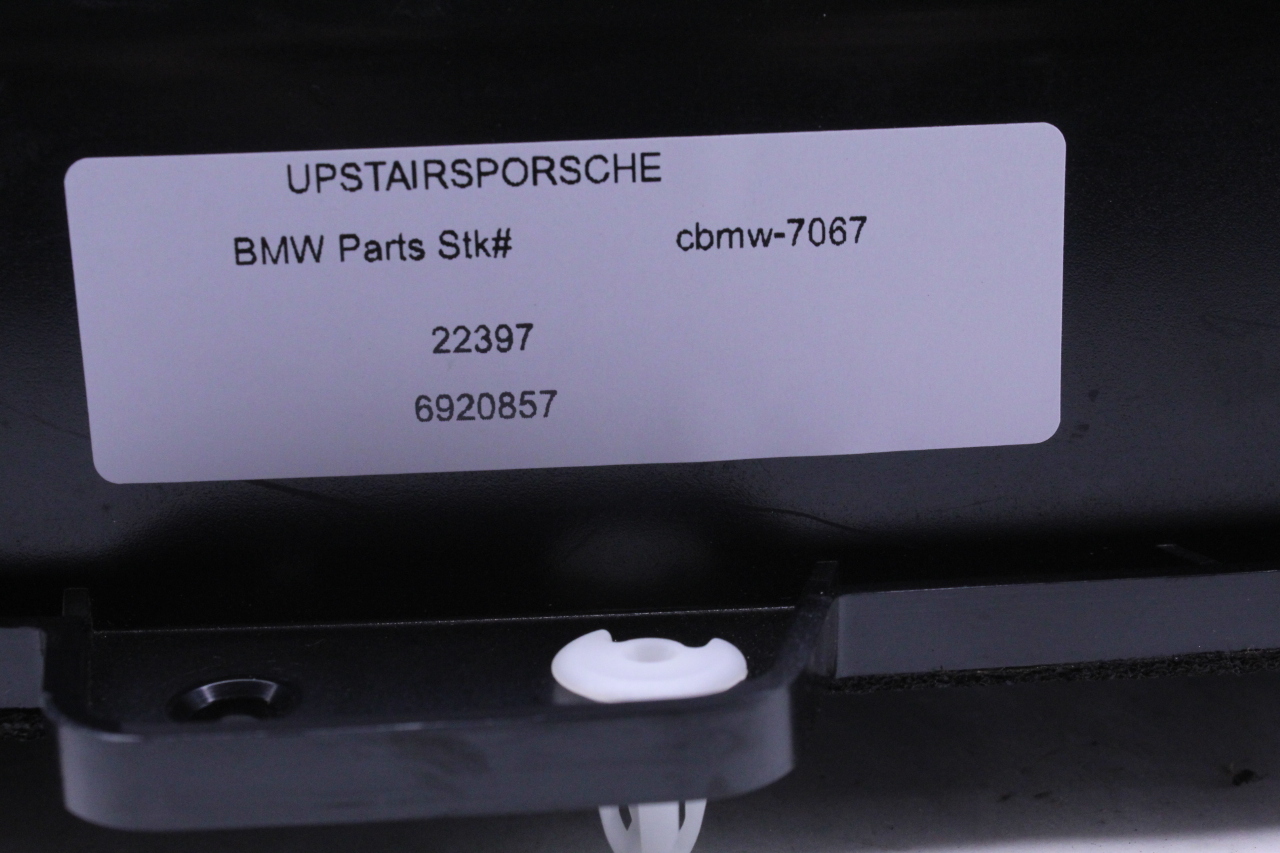 UPSTAIRSPORSCHE
BMW Parts Stk# cbmw-7067
22397
6920857